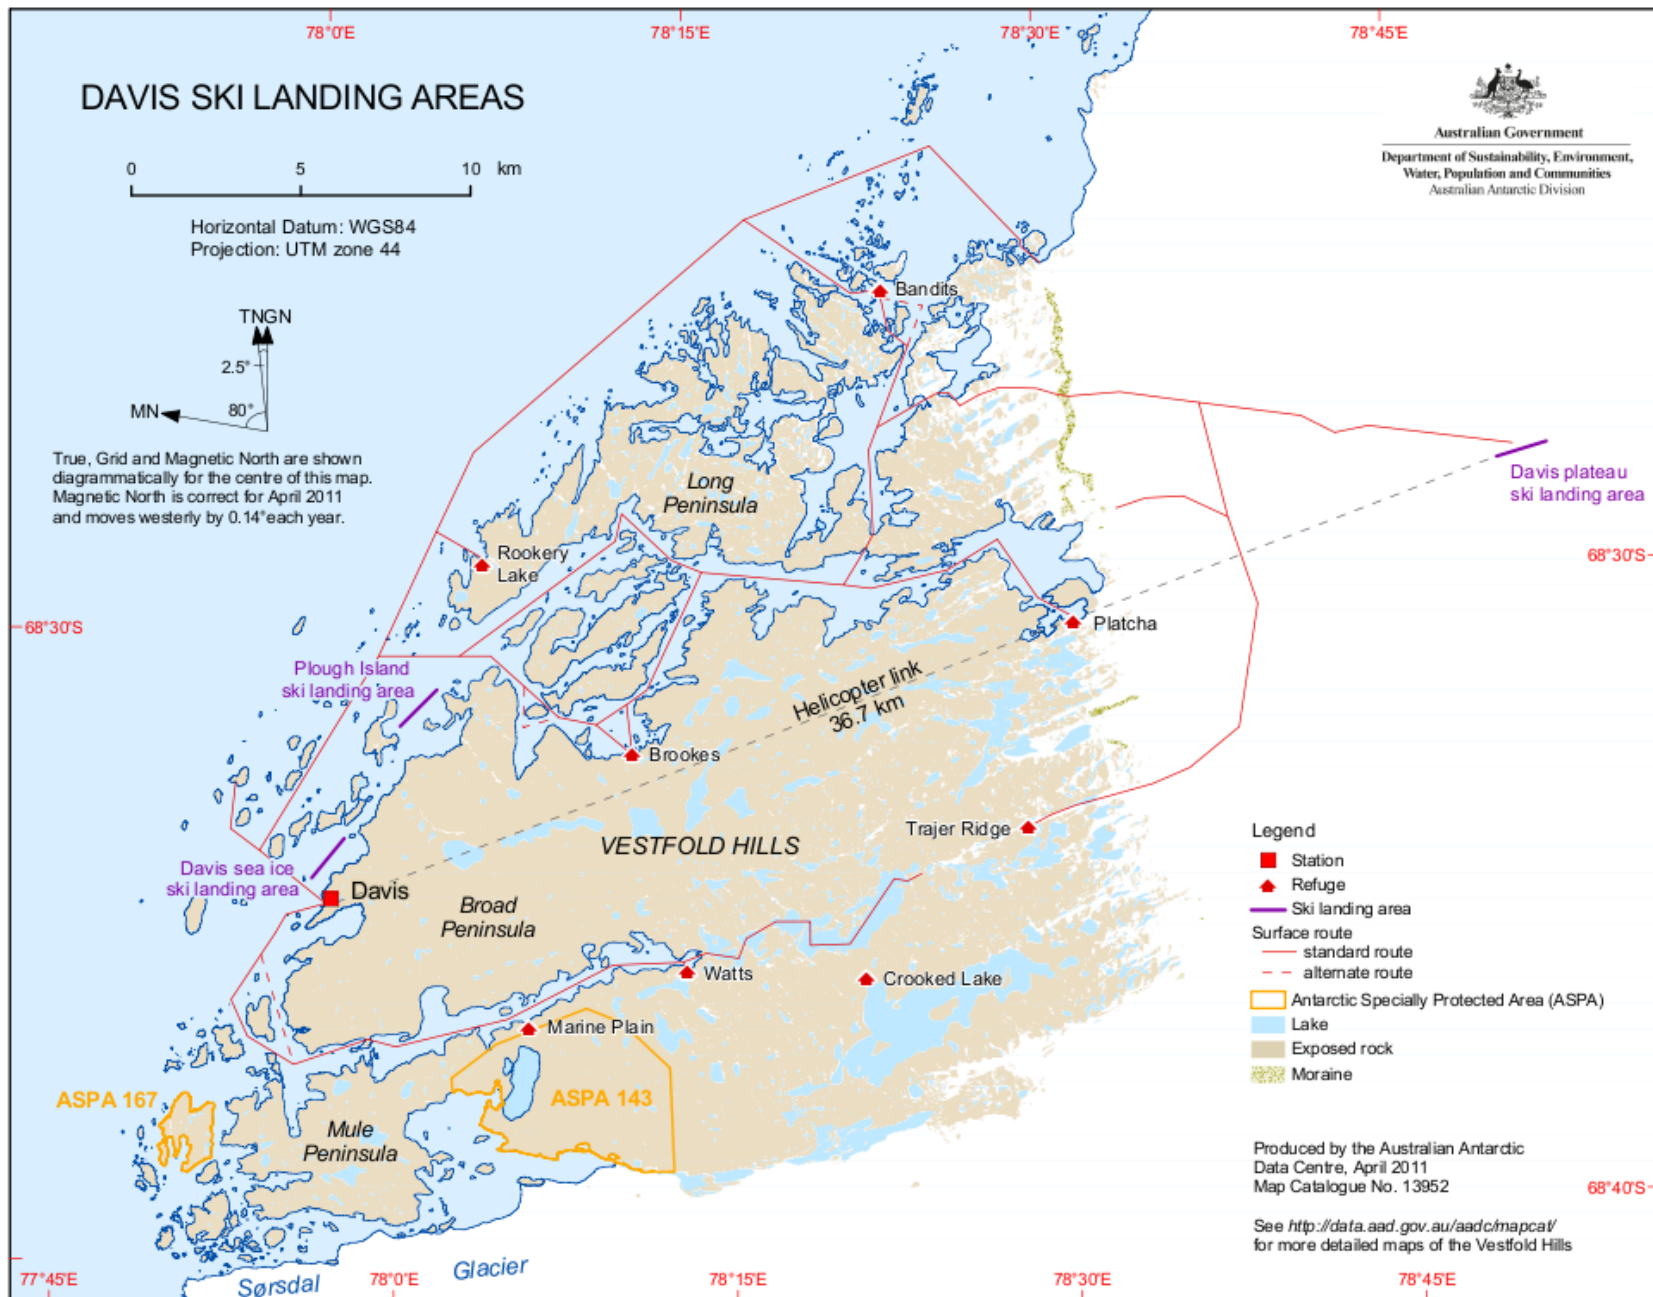 78°0'E
78°15'E
78°30'E
78°45'E
DAVIS SKI LANDING AREAS
0 5 10 km
Horizontal Datum: WGS84
Projection: UTM zone 44
TNGN
2.5°
MN
80°
True, Grid and Magnetic North are shown
diagrammatically for the centre of this map.
Magnetic North is correct for April 2011
and moves westerly by 0.14°each year.
Australian Government
Department of Sustainability, Environment,
Water, Population and Communities
Australian Antarctic Division
Bandits
Long
Peninsula
Davis plateau
ski landing area
Rookery
Lake
68°30'S
68°30'S
Platcha
Plough Island
ski landing area
Helicopter link
36.7 km
Brookes
Trajer Ridge
VESTFOLD HILLS
Davis sea ice
ski landing area
Davis
Broad
Peninsula
Watts
Crooked Lake
Marine Plain
ASPA 167
ASPA 143
Mule
Peninsula
Legend
Station
Refuge
Ski landing area
Surface route
standard route
alternate route
Antarctic Specially Protected Area (ASPA)
Lake
Exposed rock
Moraine
Produced by the Australian Antarctic
Data Centre, April 2011
Map Catalogue No. 13952
68°40'S
See http://data.aad.gov.au/aadc/mapcat/
for more detailed maps of the Vestfold Hills
Sørsdal Glacier
77°45'E
78°0'E
78°15'E
78°30'E
78°45'E